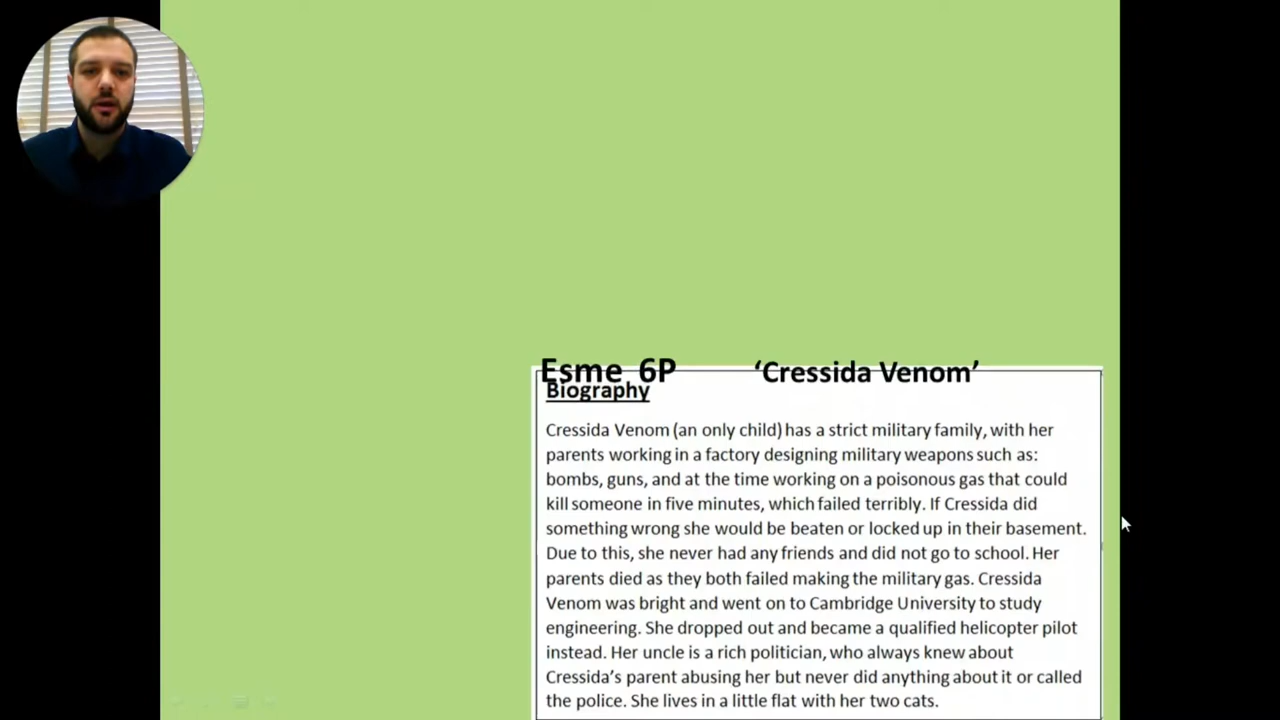 Esme 6P ‘Cressida Venom’
Biography
Cressida Venom (an only child) has a strict military family, with her
parents working in a factory designing military weapons such as:
bombs, guns, and at the time working on a poisonous gas that could
kill someone in five minutes, which failed terribly. If Cressida did
something wrong she would be beaten or locked up in their basement.
Due to this, she never had any friends and did not go to school. Her
parents died as they both failed making the military gas. Cressida
Venom was bright and went on to Cambridge University to study
engineering. She dropped out and became a qualified helicopter pilot
instead. Her uncle is a rich politician, who always knew about
Cressida’s parent abusing her but never did anything about it or called
the police. She lives in a little flat with her two cats.